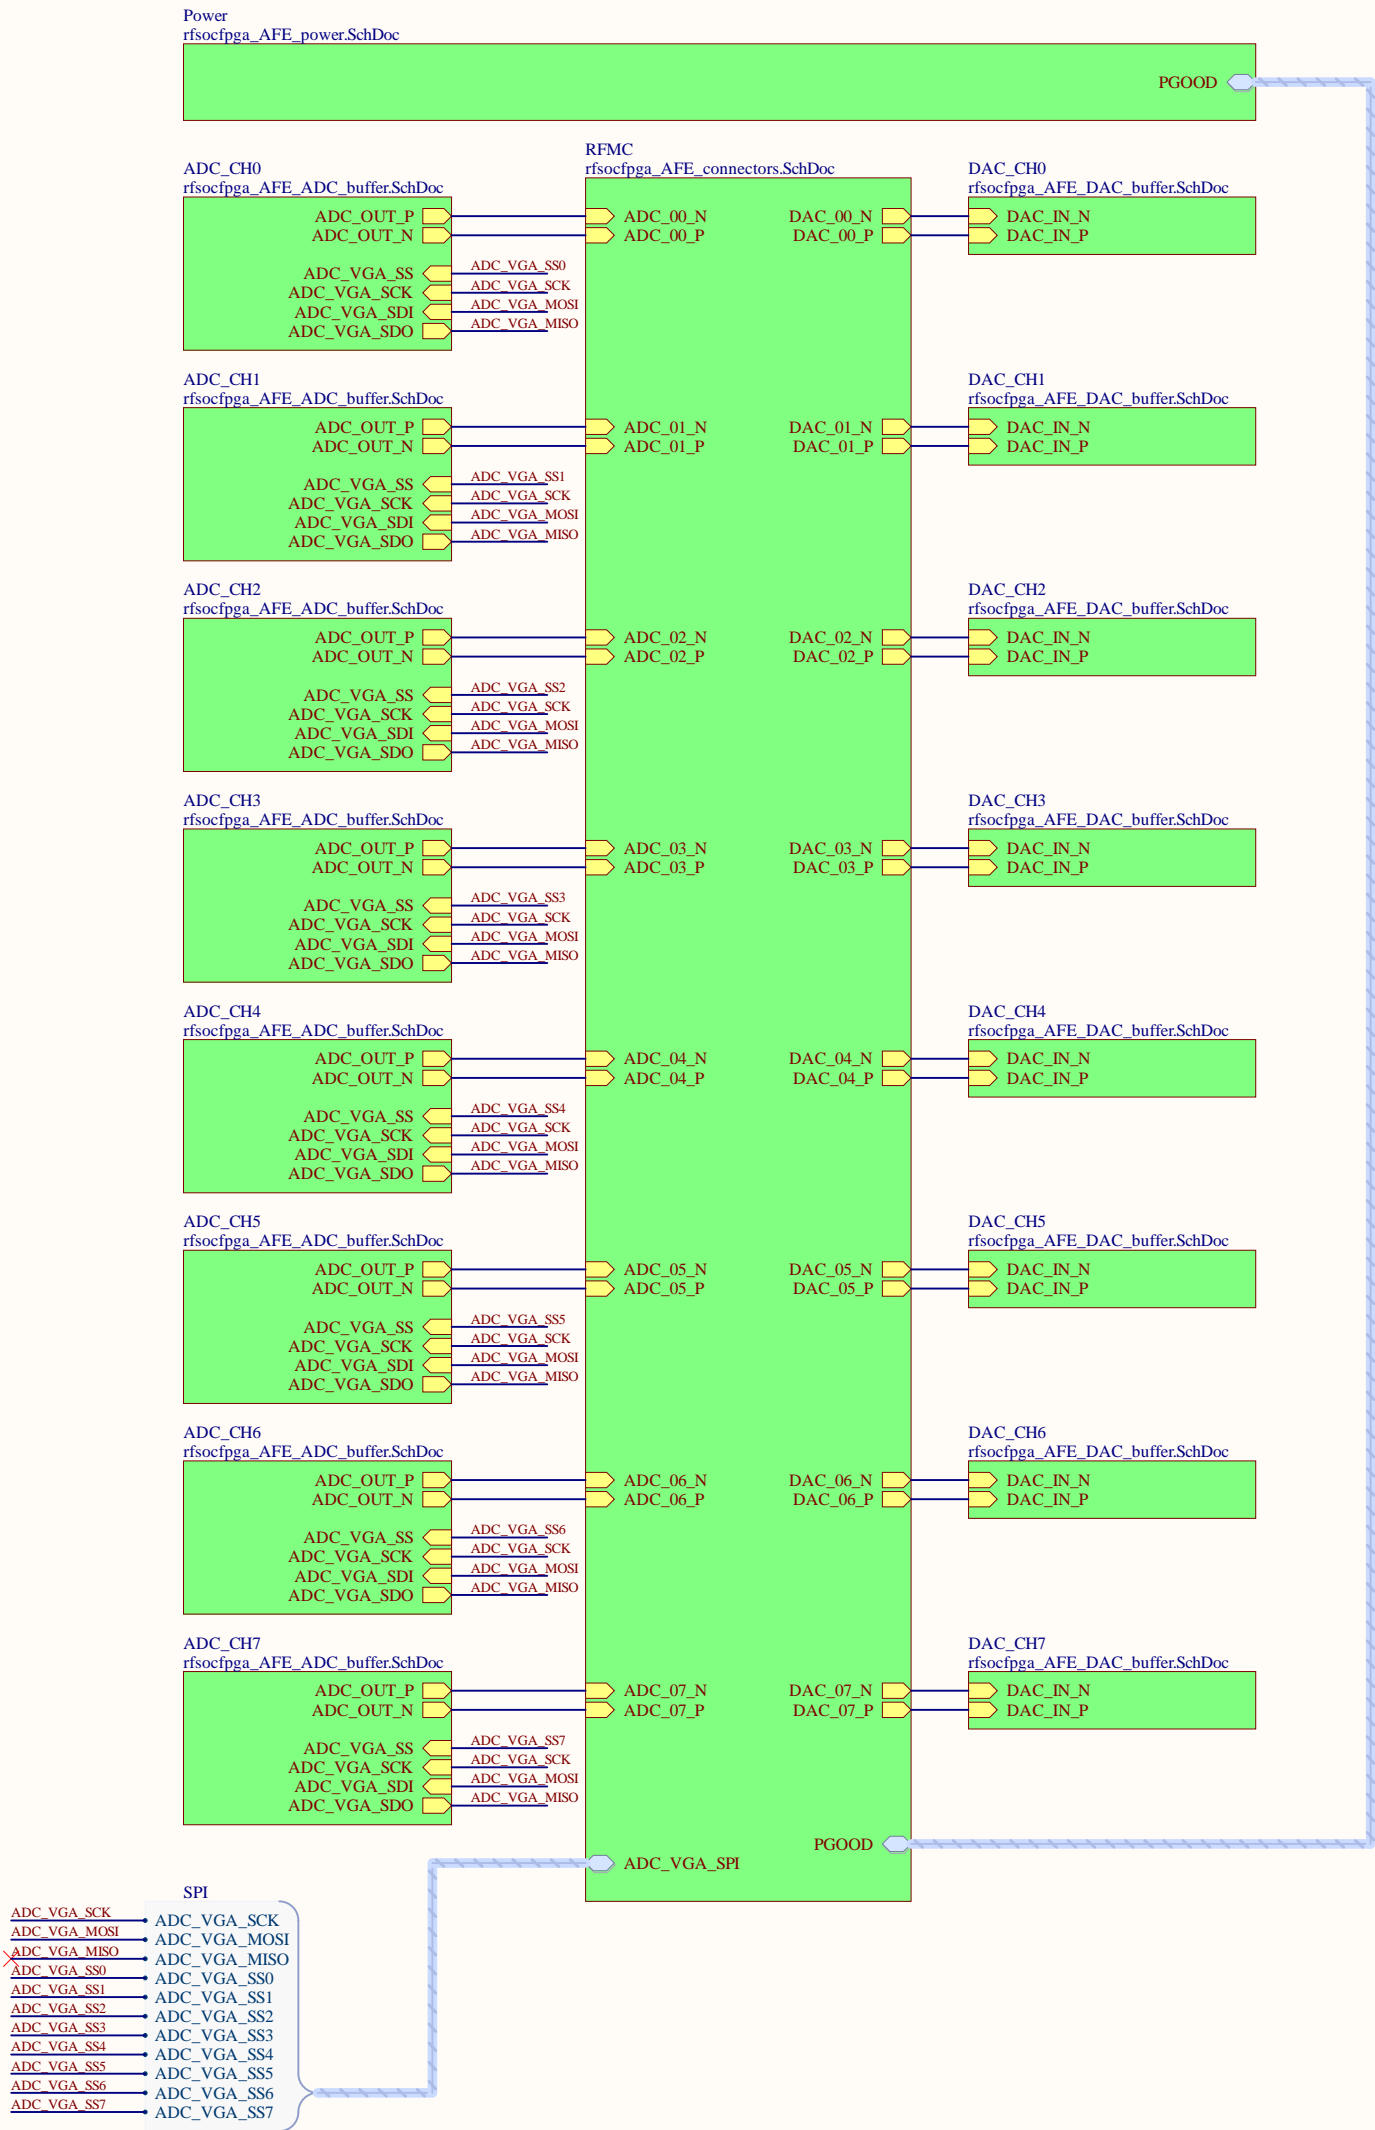 Power
rfsocfpga_AFE_power.SchDoc
PGOOD
RFMC
rfsocfpga_AFE_connectors.SchDoc
ADC_CH0
rfsocfpga_AFE_ADC_buffer.SchDoc
ADC_OUT_P
ADC_OUT_N
ADC_VGA_SS
ADC_VGA_SCK
ADC_VGA_SDI
ADC_VGA_SDO
ADC_VGA_SS0
ADC_VGA_SCK
ADC_VGA_MOSI
ADC_VGA_MISO
ADC_00_N
ADC_00_P
DAC_00_N
DAC_00_P
DAC_CH0
rfsocfpga_AFE_DAC_buffer.SchDoc
DAC_IN_N
DAC_IN_P
ADC_CH1
rfsocfpga_AFE_ADC_buffer.SchDoc
ADC_OUT_P
ADC_OUT_N
ADC_VGA_SS
ADC_VGA_SCK
ADC_VGA_SDI
ADC_VGA_SDO
ADC_VGA_SS1
ADC_VGA_SCK
ADC_VGA_MOSI
ADC_VGA_MISO
ADC_01_N
ADC_01_P
DAC_01_N
DAC_01_P
DAC_CH1
rfsocfpga_AFE_DAC_buffer.SchDoc
DAC_IN_N
DAC_IN_P
ADC_CH2
rfsocfpga_AFE_ADC_buffer.SchDoc
ADC_OUT_P
ADC_OUT_N
ADC_VGA_SS
ADC_VGA_SCK
ADC_VGA_SDI
ADC_VGA_SDO
ADC_VGA_SS2
ADC_VGA_SCK
ADC_VGA_MOSI
ADC_VGA_MISO
ADC_02_N
ADC_02_P
DAC_02_N
DAC_02_P
DAC_CH2
rfsocfpga_AFE_DAC_buffer.SchDoc
DAC_IN_N
DAC_IN_P
ADC_CH3
rfsocfpga_AFE_ADC_buffer.SchDoc
ADC_OUT_P
ADC_OUT_N
ADC_VGA_SS
ADC_VGA_SCK
ADC_VGA_SDI
ADC_VGA_SDO
ADC_VGA_SS3
ADC_VGA_SCK
ADC_VGA_MOSI
ADC_VGA_MISO
ADC_03_N
ADC_03_P
DAC_03_N
DAC_03_P
DAC_CH3
rfsocfpga_AFE_DAC_buffer.SchDoc
DAC_IN_N
DAC_IN_P
ADC_CH4
rfsocfpga_AFE_ADC_buffer.SchDoc
ADC_OUT_P
ADC_OUT_N
ADC_VGA_SS
ADC_VGA_SCK
ADC_VGA_SDI
ADC_VGA_SDO
ADC_VGA_SS4
ADC_VGA_SCK
ADC_VGA_MOSI
ADC_VGA_MISO
ADC_04_N
ADC_04_P
DAC_04_N
DAC_04_P
DAC_CH4
rfsocfpga_AFE_DAC_buffer.SchDoc
DAC_IN_N
DAC_IN_P
ADC_CH5
rfsocfpga_AFE_ADC_buffer.SchDoc
ADC_OUT_P
ADC_OUT_N
ADC_VGA_SS
ADC_VGA_SCK
ADC_VGA_SDI
ADC_VGA_SDO
ADC_VGA_SS5
ADC_VGA_SCK
ADC_VGA_MOSI
ADC_VGA_MISO
ADC_05_N
ADC_05_P
DAC_05_N
DAC_05_P
DAC_CH5
rfsocfpga_AFE_DAC_buffer.SchDoc
DAC_IN_N
DAC_IN_P
ADC_CH6
rfsocfpga_AFE_ADC_buffer.SchDoc
ADC_OUT_P
ADC_OUT_N
ADC_VGA_SS
ADC_VGA_SCK
ADC_VGA_SDI
ADC_VGA_SDO
ADC_VGA_SS6
ADC_VGA_SCK
ADC_VGA_MOSI
ADC_VGA_MISO
ADC_06_N
ADC_06_P
DAC_06_N
DAC_06_P
DAC_CH6
rfsocfpga_AFE_DAC_buffer.SchDoc
DAC_IN_N
DAC_IN_P
ADC_CH7
rfsocfpga_AFE_ADC_buffer.SchDoc
ADC_OUT_P
ADC_OUT_N
ADC_VGA_SS
ADC_VGA_SCK
ADC_VGA_SDI
ADC_VGA_SDO
ADC_VGA_SS7
ADC_VGA_SCK
ADC_VGA_MOSI
ADC_VGA_MISO
ADC_07_N
ADC_07_P
DAC_07_N
DAC_07_P
DAC_CH7
rfsocfpga_AFE_DAC_buffer.SchDoc
DAC_IN_N
DAC_IN_P
PGOOD
ADC_VGA_SPI
SPI
ADC_VGA_SCK ADC_VGA_SCK
ADC_VGA_MOSI ADC_VGA_MOSI
ADC_VGA_MISO ADC_VGA_MISO
ADC_VGA_SS0 ADC_VGA_SS0
ADC_VGA_SS1 ADC_VGA_SS1
ADC_VGA_SS2 ADC_VGA_SS2
ADC_VGA_SS3 ADC_VGA_SS3
ADC_VGA_SS4 ADC_VGA_SS4
ADC_VGA_SS5 ADC_VGA_SS5
ADC_VGA_SS6 ADC_VGA_SS6
ADC_VGA_SS7 ADC_VGA_SS7